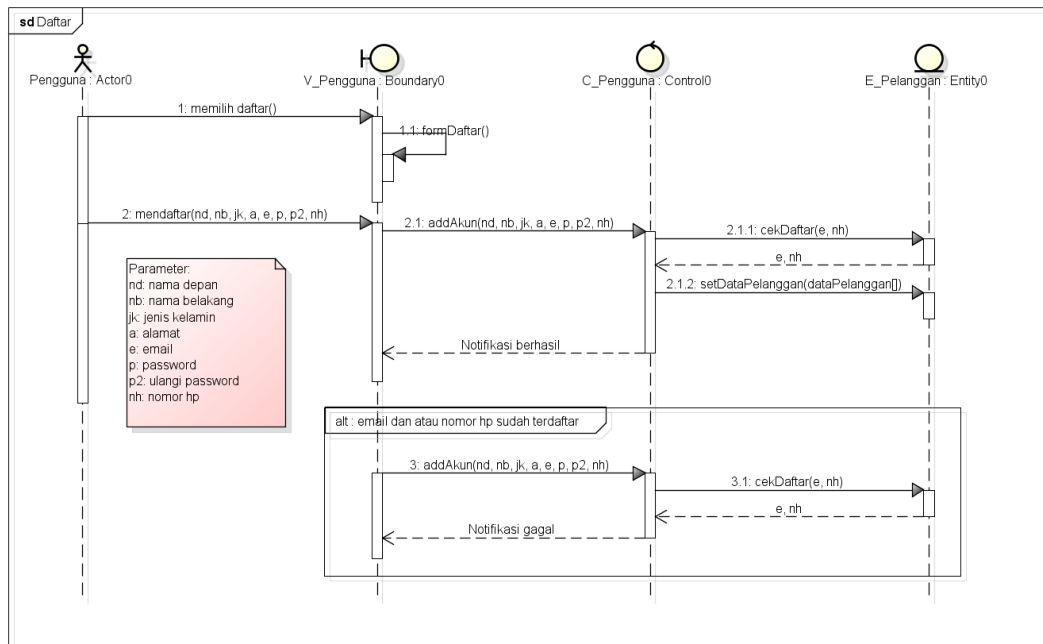 sd Daftar
Pengguna : Actor0
V_Pengguna : Boundary0
C_Pengguna : Control0
E_Pelanggan : Entity0
1: memilih daftar()
1.1: formDaftar()
2: mendaftar(nd, nb, jk, a, e, p, p2, nh)
2.1: addAkun(nd, nb, jk, a, e, p, p2, nh)
2.1.1: cekDaftar(e, nh)
e, nh
2.1.2: setDataPelanggan(dataPelanggan[])
Parameter:
nd: nama depan
nb: nama belakang
jk: jenis kelamin
a: alamat
e: email
p: password
p2: ulangi password
nh: nomor hp
Notifikasi berhasil
alt : email dan atau nomor hp sudah terdaftar
3: addAkun(nd, nb, jk, a, e, p, p2, nh)
3.1: cekDaftar(e, nh)
e, nh
Notifikasi gagal